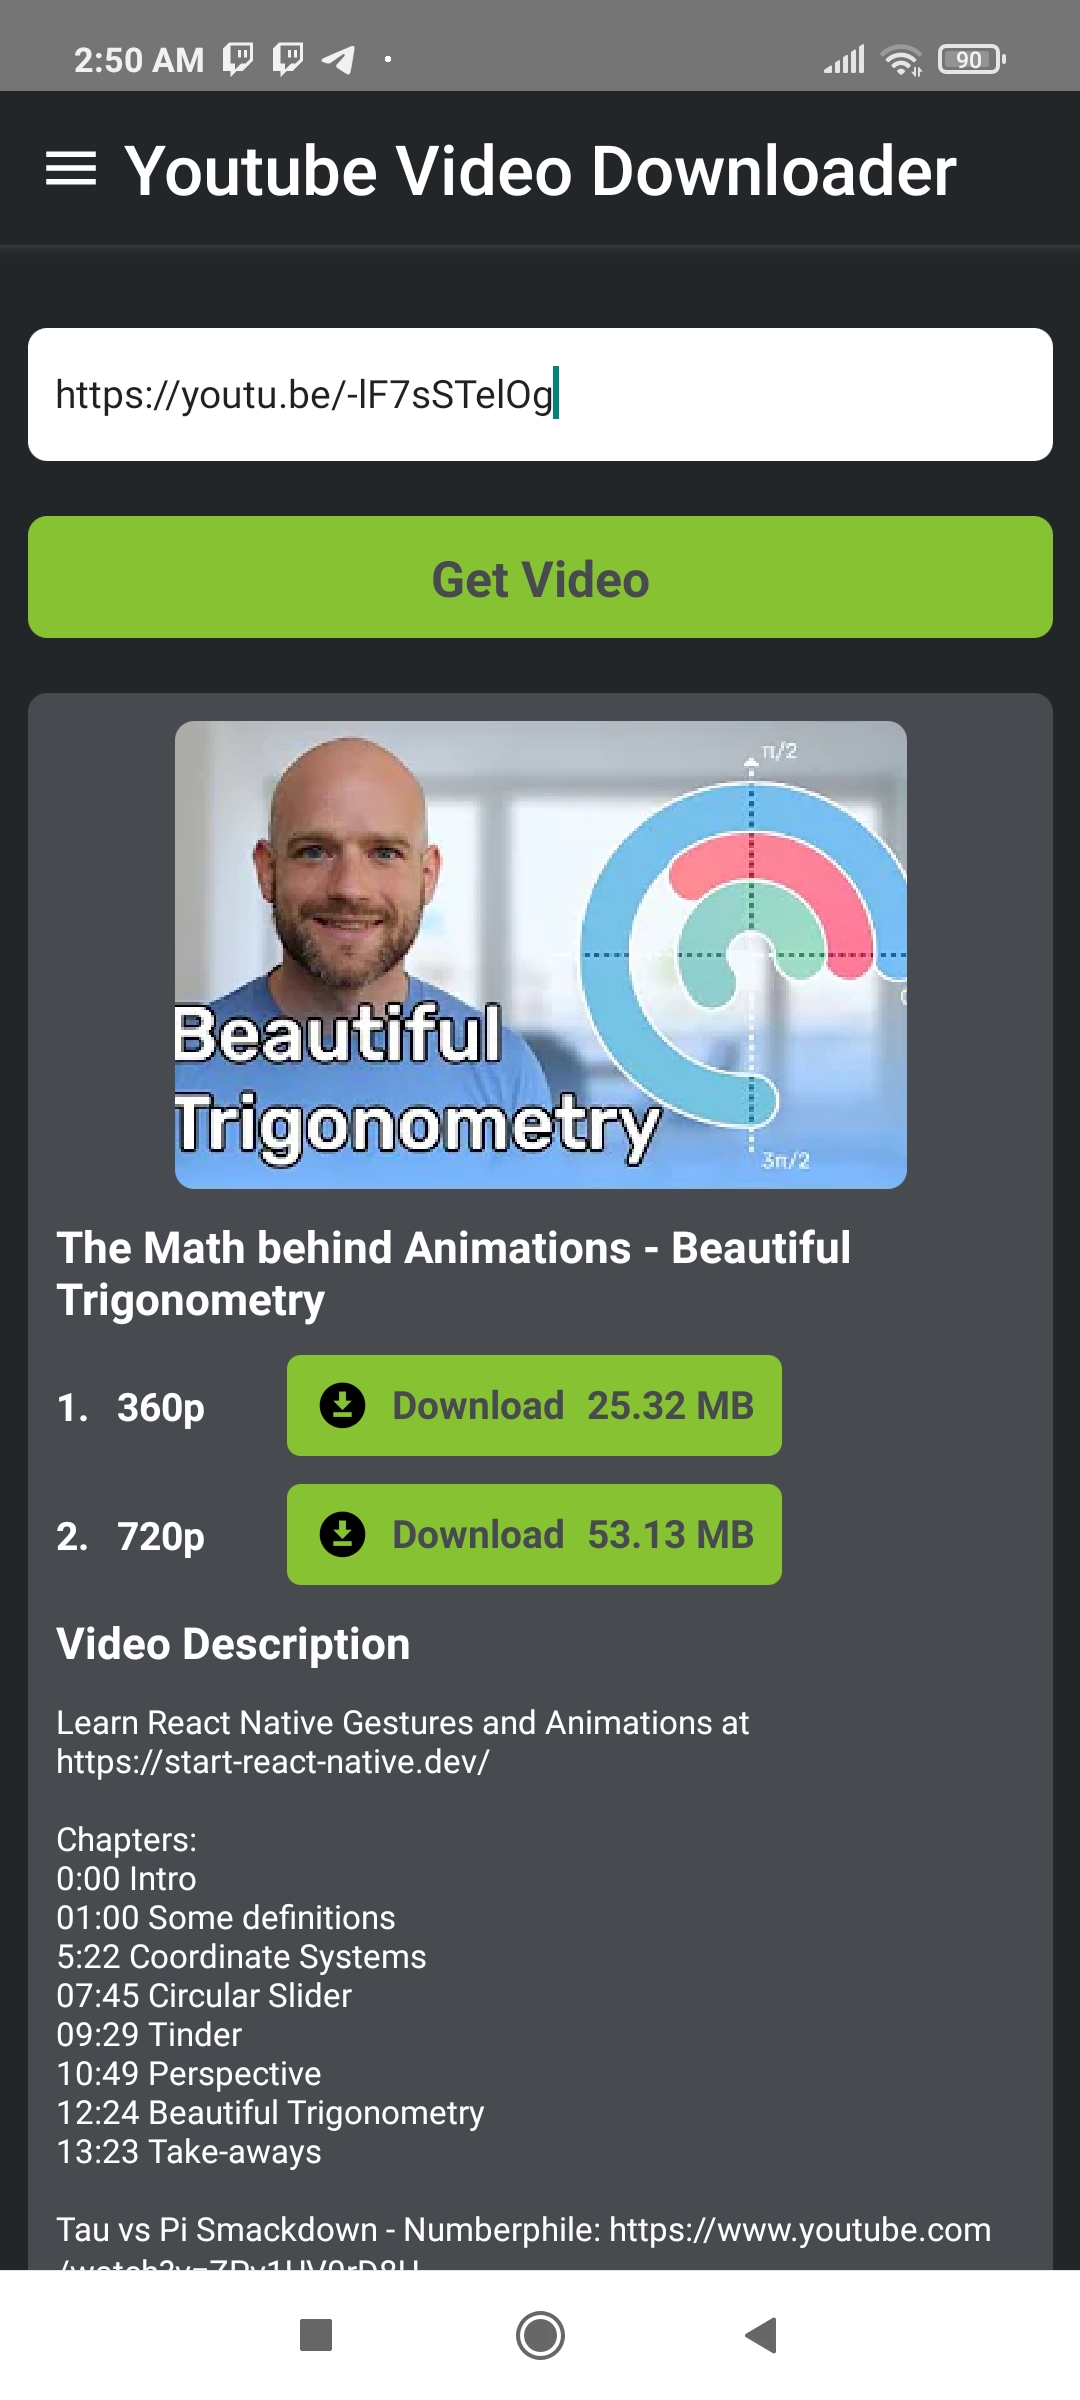 2:50 AM
90
Youtube Video Downloader
https://youtu.be/-lF7sSTelOg
Get Video
π/2
Beautiful
Trigonometry
3π/2
The Math behind Animations - Beautiful
Trigonometry
1. 360p Download 25.32 MB
2. 720p Download 53.13 MB
Video Description
Learn React Native Gestures and Animations at
https://start-react-native.dev/
Chapters:
0:00 Intro
01:00 Some definitions
5:22 Coordinate Systems
07:45 Circular Slider
09:29 Tinder
10:49 Perspective
12:24 Beautiful Trigonometry
13:23 Take-aways
Tau vs Pi Smackdown - Numberphile: https://www.youtube.com